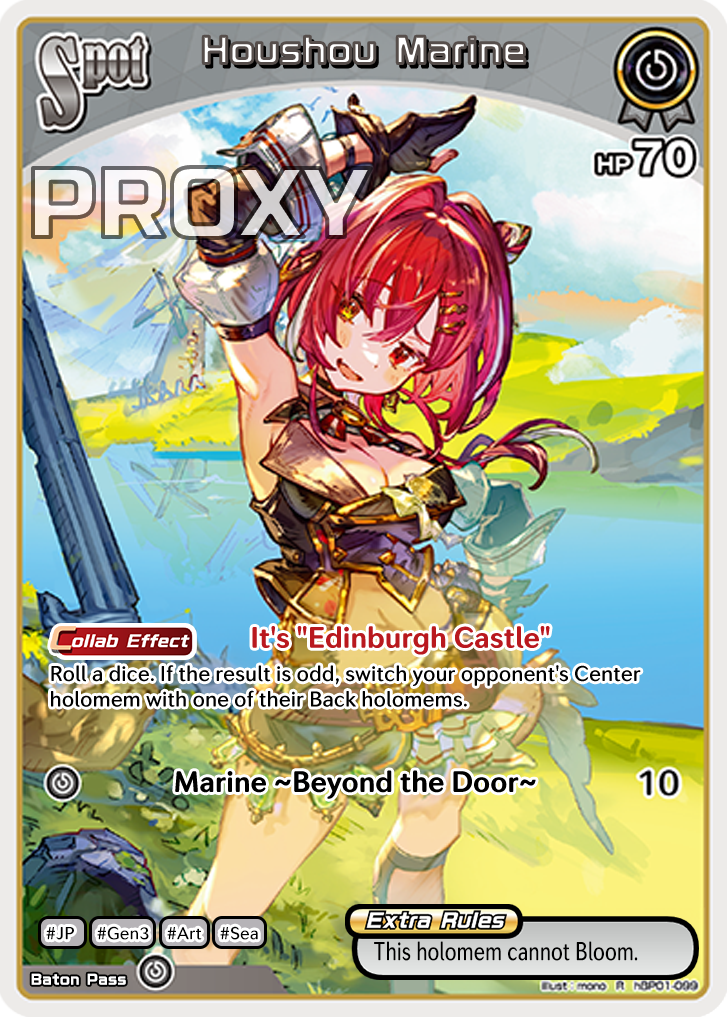 Spot
Houshou Marine
HP 70
PROXY
Collab Effect
It's "Edinburgh Castle"
Roll a dice. If the result is odd, switch your opponent's Center
holomem with one of their Back holomems.
Marine ~Beyond the Door~ 10
#JP #Gen3 #Art #Sea
Extra Rules
This holomem cannot Bloom.
Baton Pass
illust : mono R hBP01-099